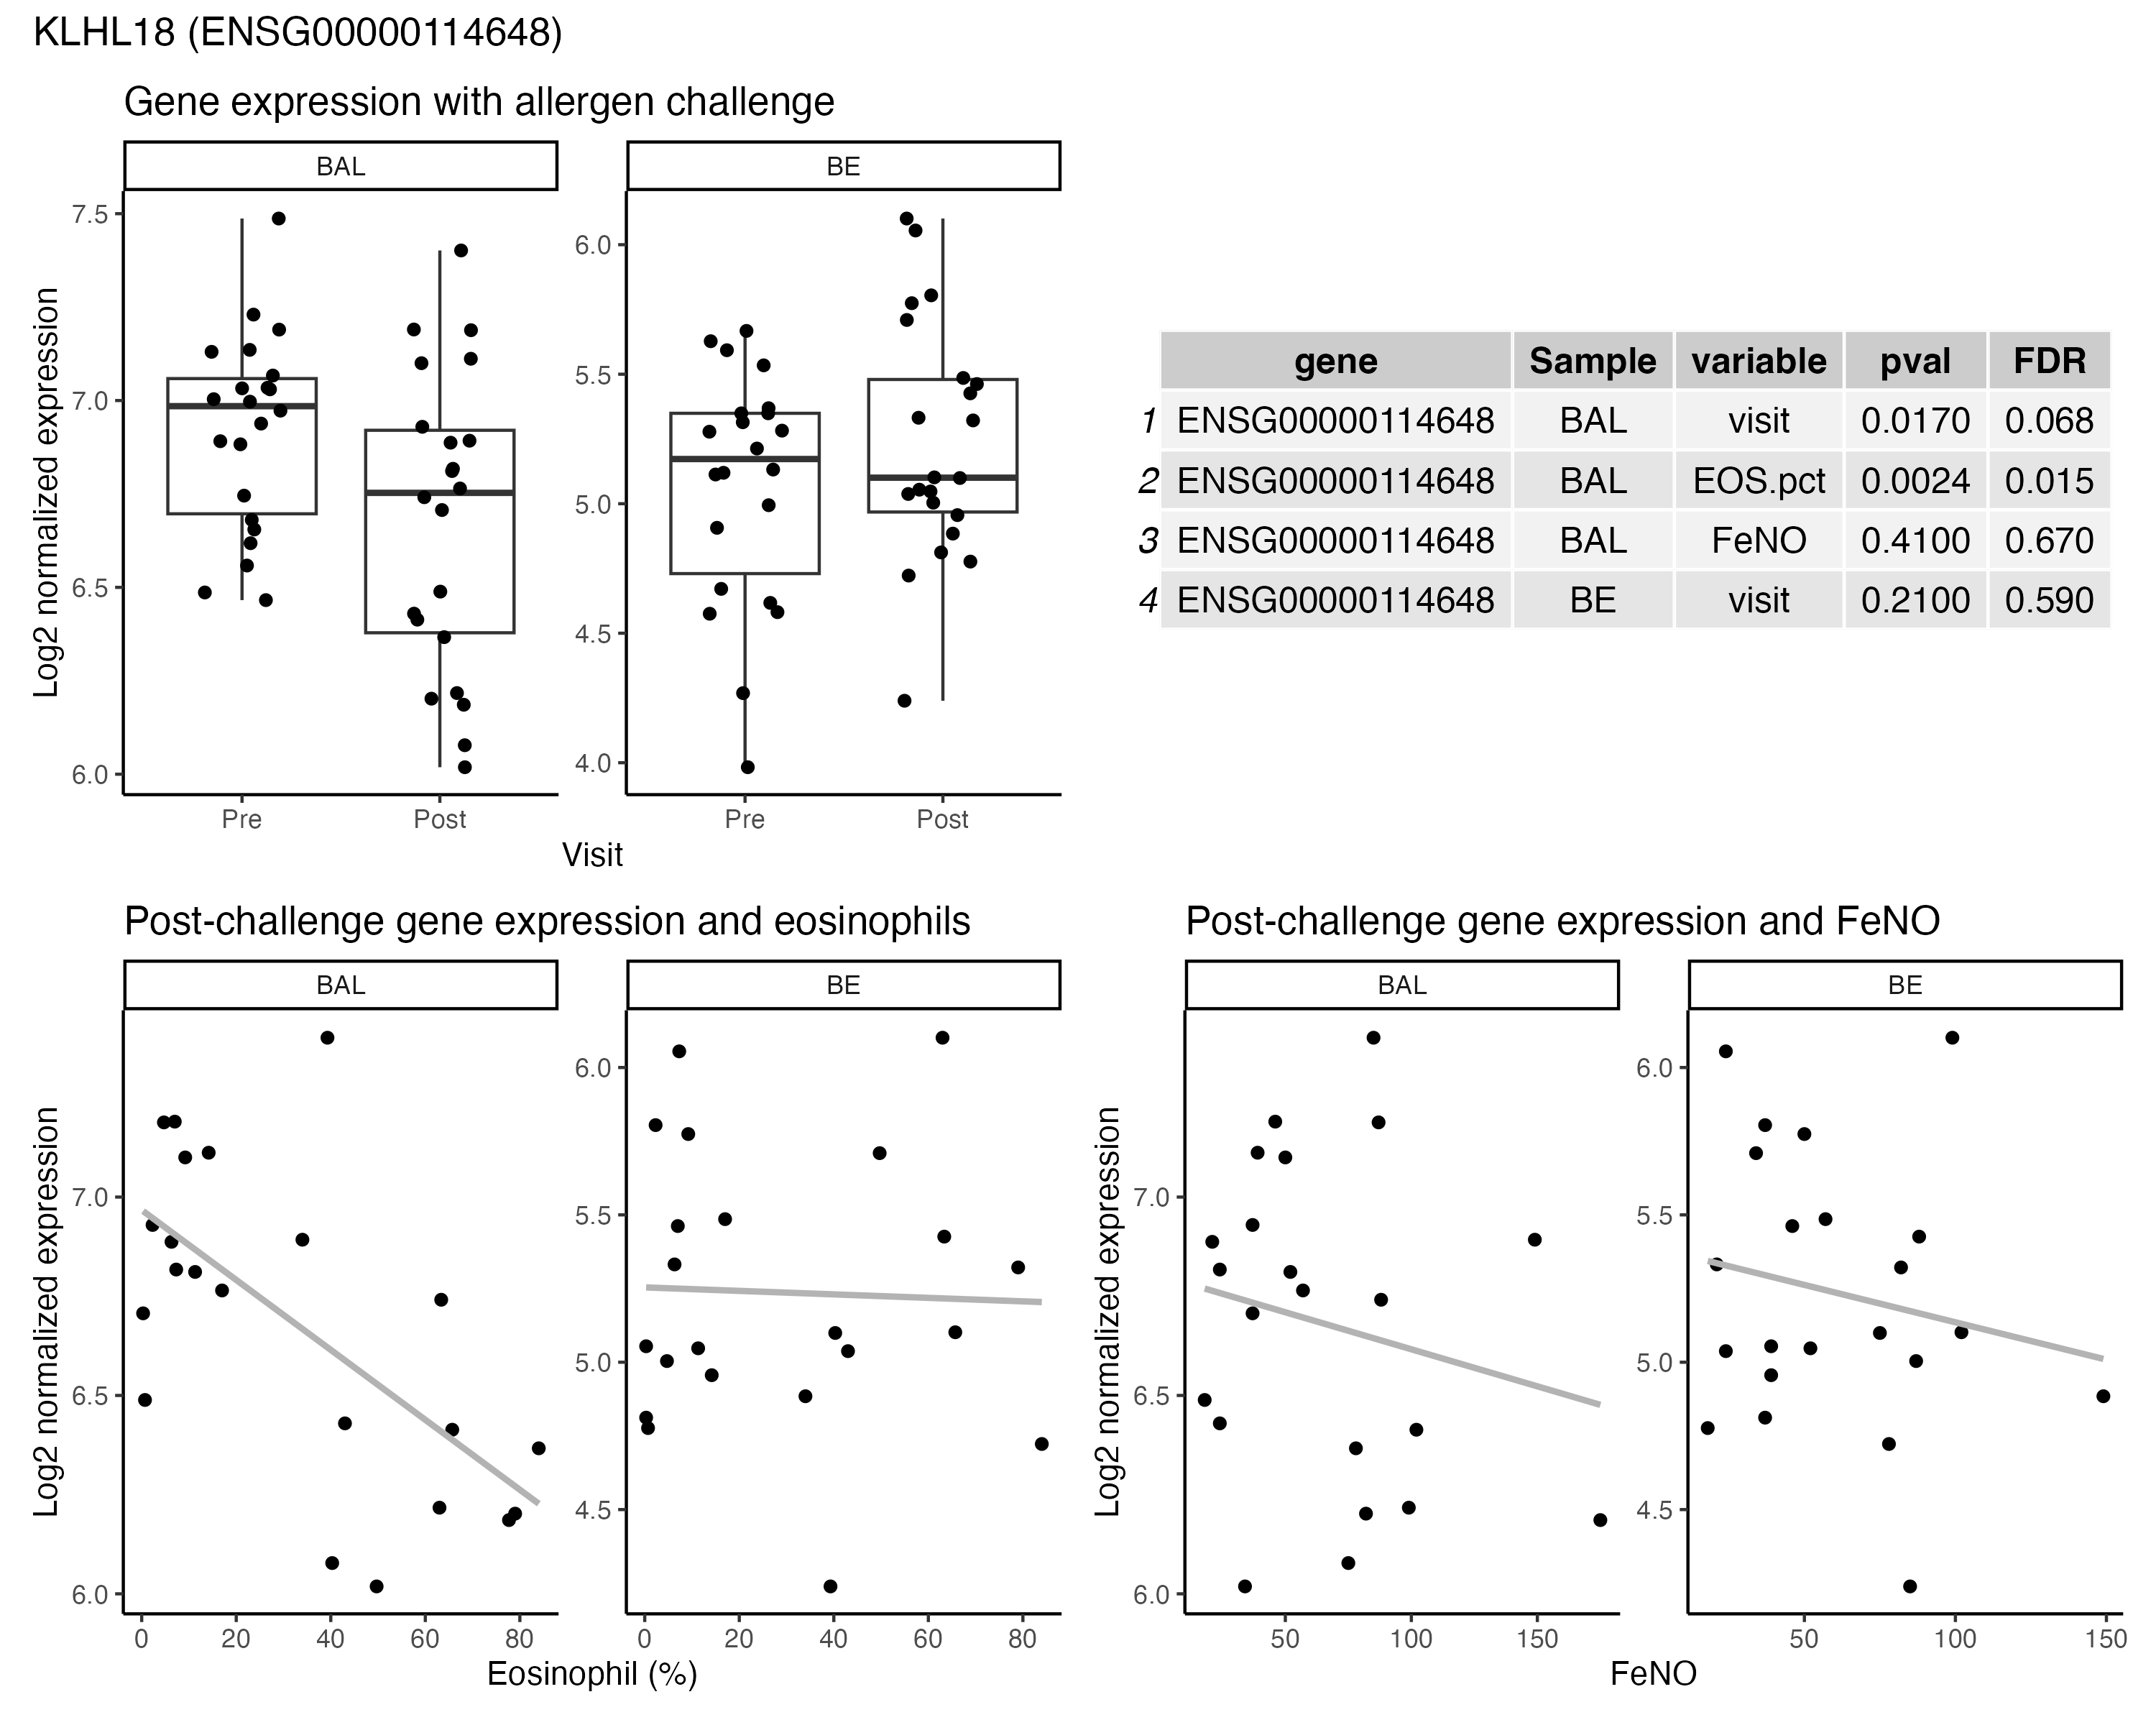 KLHL18 (ENSG00000114648)
Gene expression with allergen challenge
BAL
BE
Log2 normalized expression
7.5
7.0
6.5
6.0
6.0
5.5
5.0
4.5
4.0
Pre
Post
Pre
Post
Visit
gene Sample variable pval FDR
1 ENSG00000114648 BAL visit 0.0170 0.068
2 ENSG00000114648 BAL EOS.pct 0.0024 0.015
3 ENSG00000114648 BAL FeNO 0.4100 0.670
4 ENSG00000114648 BE visit 0.2100 0.590
Post-challenge gene expression and eosinophils
BAL
BE
Log2 normalized expression
7.0
6.5
6.0
6.0
5.5
5.0
4.5
0 20 40 60 80
0 20 40 60 80
Eosinophil (%)
Post-challenge gene expression and FeNO
BAL
BE
Log2 normalized expression
7.0
6.5
6.0
6.0
5.5
5.0
4.5
50 100 150
50 100 150
FeNO